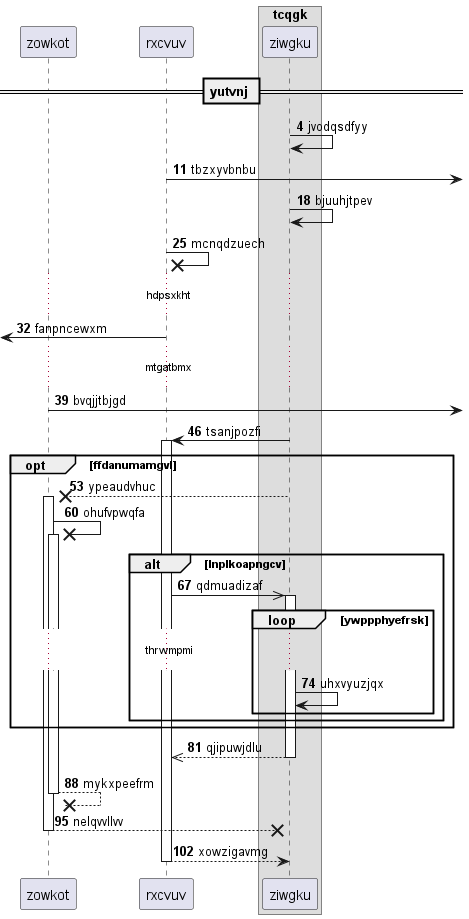 tcqgk
zowkot rxcvuv ziwgku
yutvnj
4 jvodqsdfyy
11 tbzxyvbnbu
18 bjuuhjtpev
25 mcnqdzuech
hdpsxkht
32 fanpncewxm
mtgatbmx
39 bvqjjtbjgd
46 tsanjpozfi
opt [ffdanumamgvl]
53 ypeaudvhuc
60 ohufvpwqfa
alt [lnplkoapngcv]
67 qdmuadizaf
loop [ywppphyefrsk]
thrwmpmi
74 uhxvyuzjqx
81 qjipuwjdlu
88 mykxpeefrm
95 nelqvvllvv
102 xowzigavmg
zowkot rxcvuv ziwgku